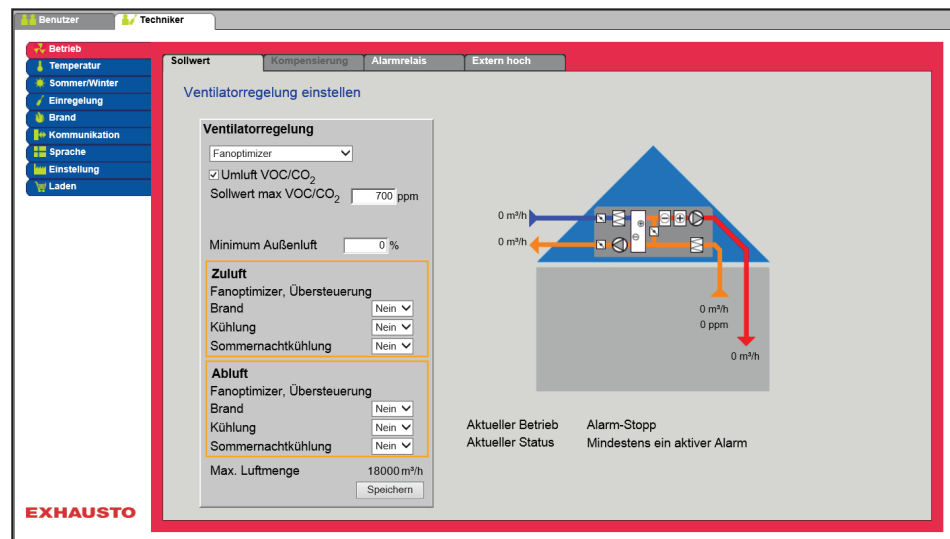 Benutzer Techniker
Betrieb
Temperatur
Sommer/Winter
Einregelung
Brand
Kommunikation
Sprache
Einstellung
Laden
Sollwert Kompensierung Alarmrelais Extern hoch
Ventilatorregelung einstellen
Ventilatorregelung
Fanoptimizer
Umluft VOC/CO2
Sollwert max VOC/CO2 700 ppm
Minimum Außenluft 0 %
Zuluft
Fanoptimizer, Übersteuerung
Brand Nein
Kühlung Nein
Sommernachtkühlung Nein
Abluft
Fanoptimizer, Übersteuerung
Brand Nein
Kühlung Nein
Sommernachtkühlung Nein
Max. Luftmenge 18000 m³/h
Speichern
0 m³/h
0 m³/h
0 m³/h
0 ppm
0 m³/h
Aktueller Betrieb Alarm-Stopp
Aktueller Status Mindestens ein aktiver Alarm
EXHAUSTO